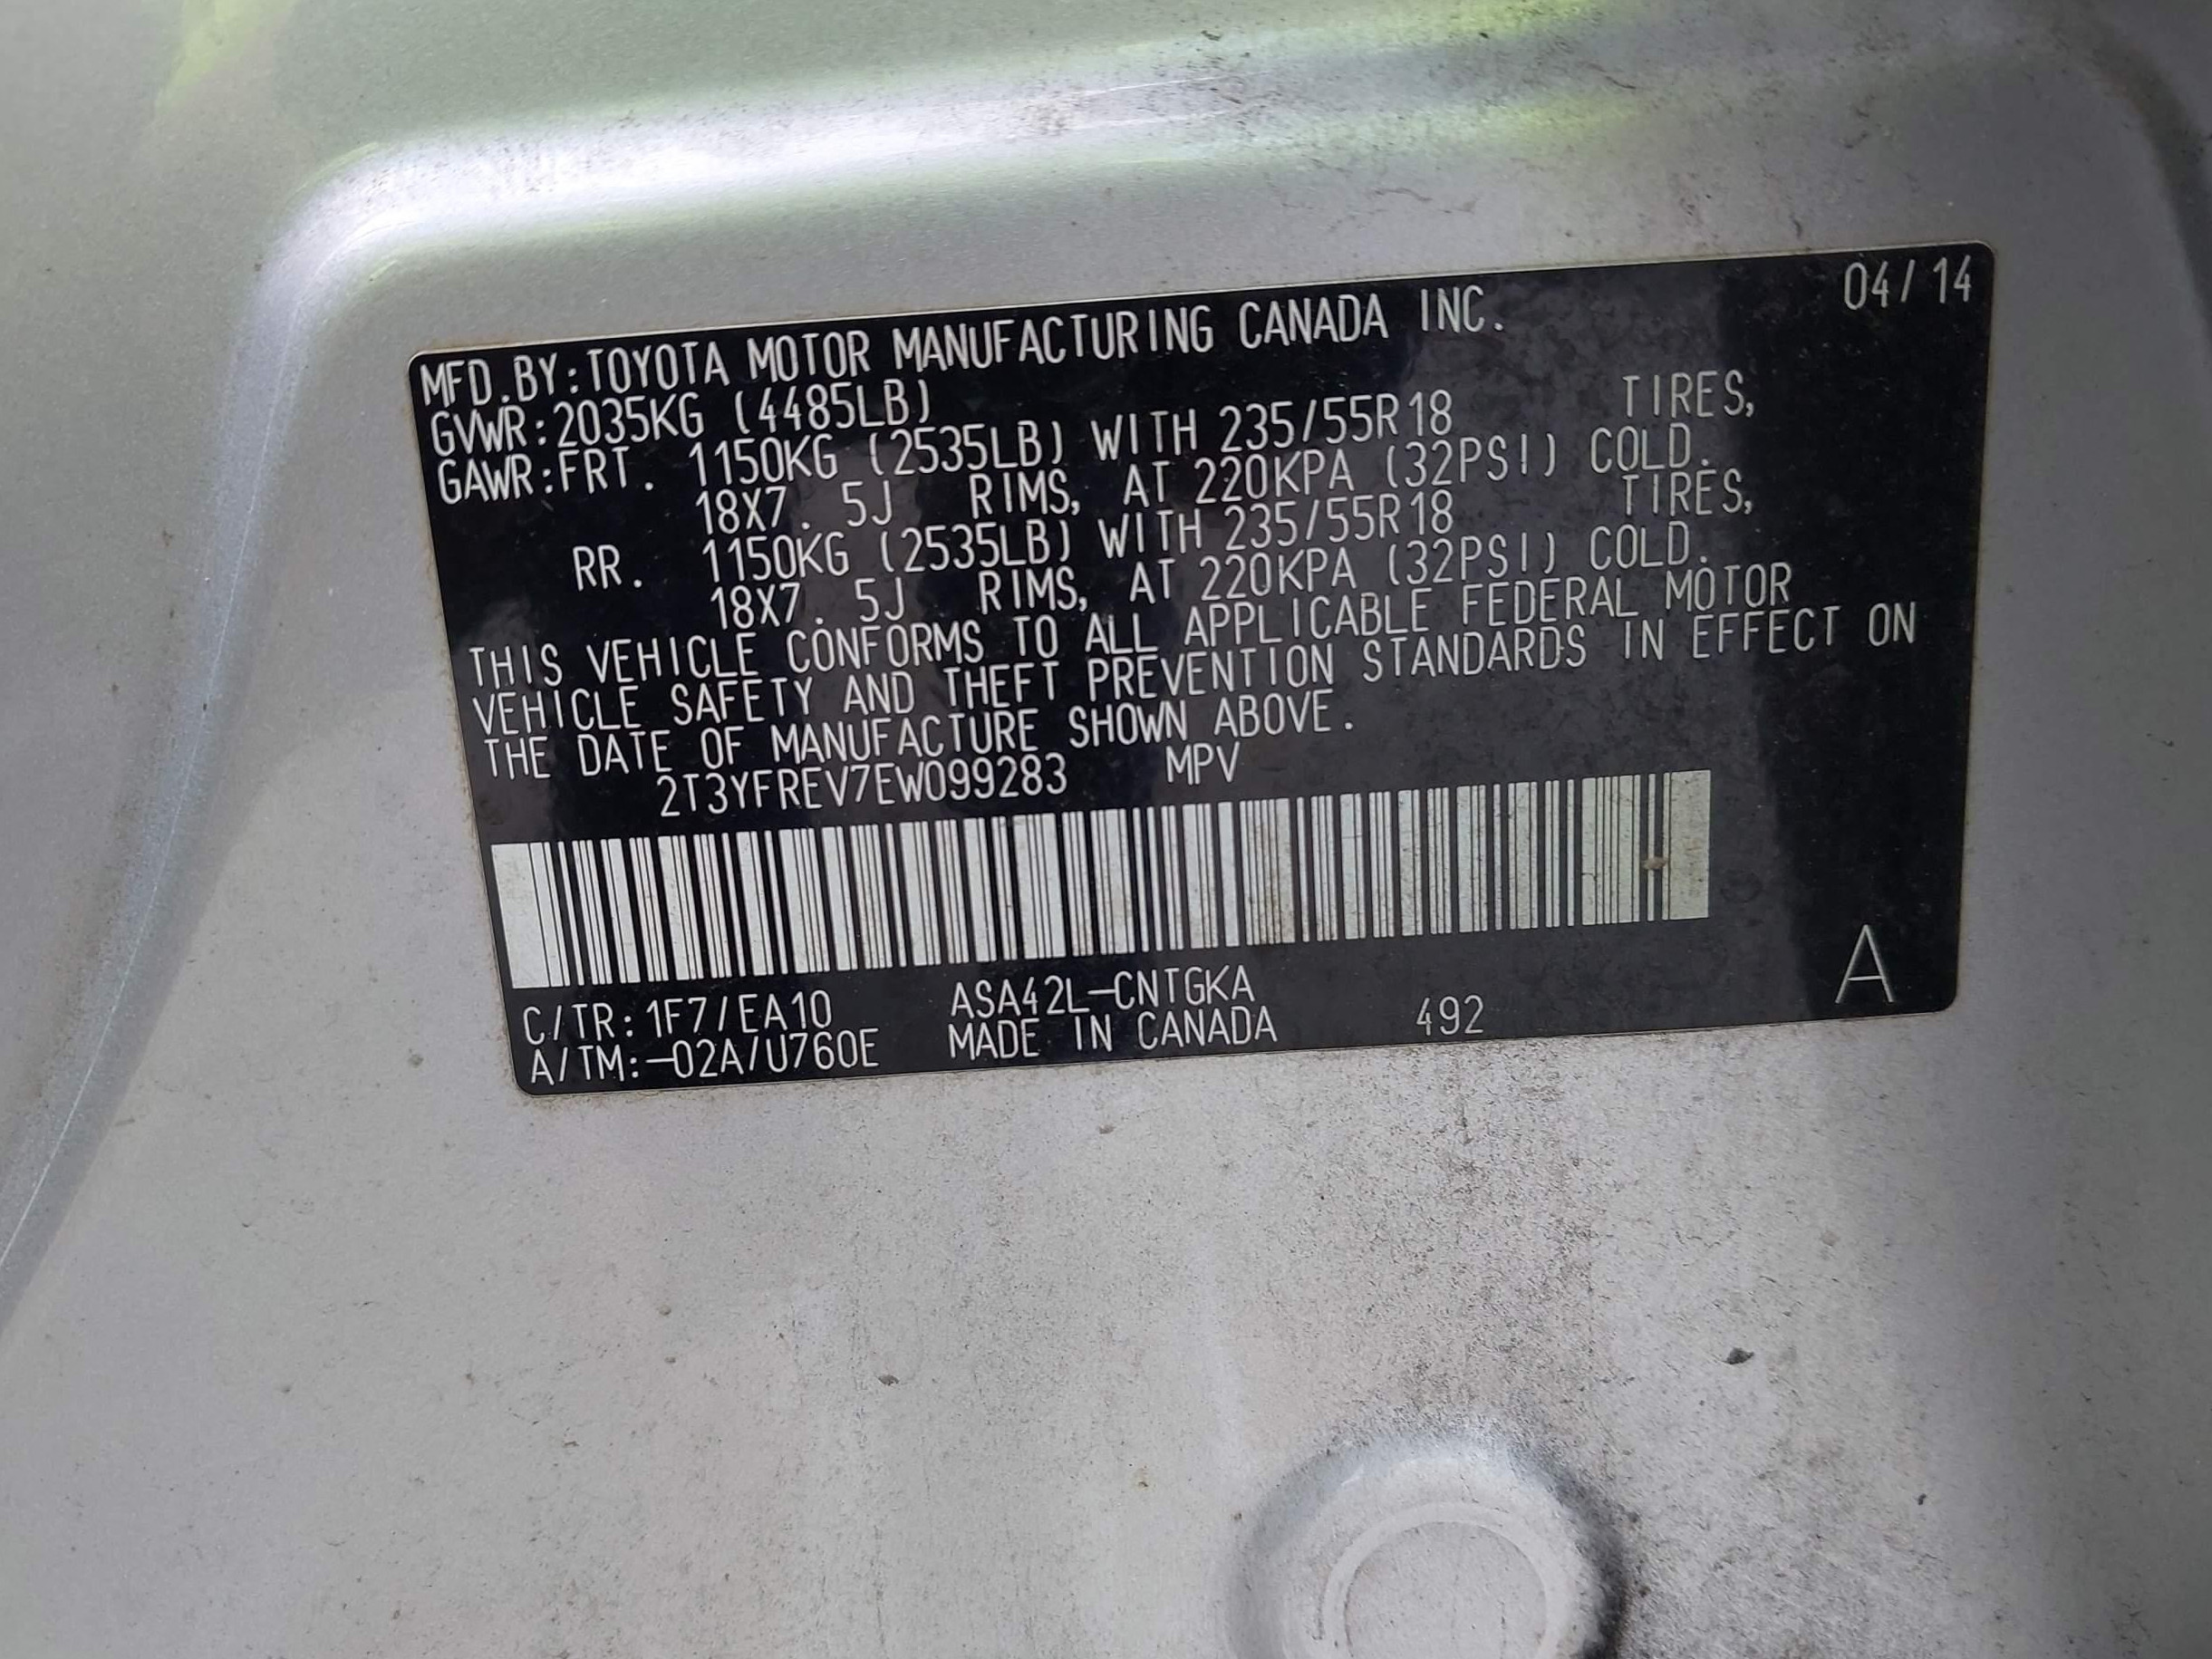 04/14
MFD.BY:TOYOTA MOTOR MANUFACTURING CANADA INC.
GVWR:2035KG (4485LB)
GAWR:FRT. 1150KG (2535LB) WITH 235/55R18 TIRES,
18X7. 5J RIMS, AT 220KPA (32PSI) COLD.
RR. 1150KG (2535LB) WITH 235/55R18 TIRES,
18X7. 5J RIMS, AT 220KPA (32PSI) COLD.
THIS VEHICLE CONFORMS TO ALL APPLICABLE FEDERAL MOTOR
VEHICLE SAFETY AND THEFT PREVENTION STANDARDS IN EFFECT ON
THE DATE OF MANUFACTURE SHOWN ABOVE.
2T3YFREV7EW099283 MPV
C/TR:1F7/EA10 ASA42L-CNTGKA
A/TM:-02A/U760E MADE IN CANADA 492
A